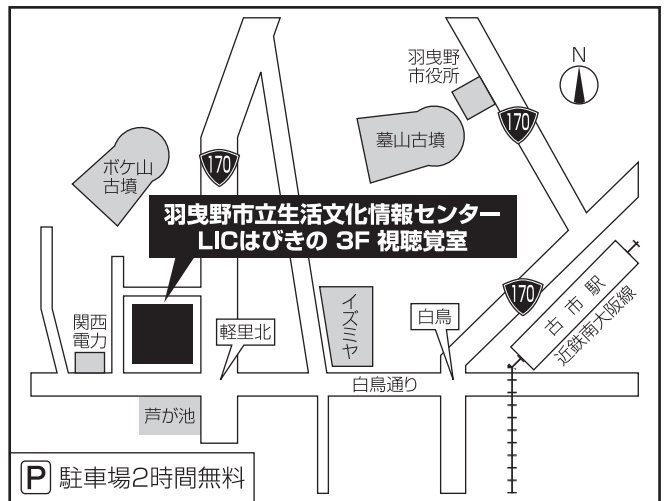 羽曳野
市役所
N
170
墓山古墳
170
ボケ山
古墳
羽曳野市立生活文化情報センター
LICはびきの 3F 視聴覚室
170
古市駅
近鉄南大阪線
イズミヤ
白鳥
関西
電力
軽里北
白鳥通り
芦が池
P 駐車場2時間無料